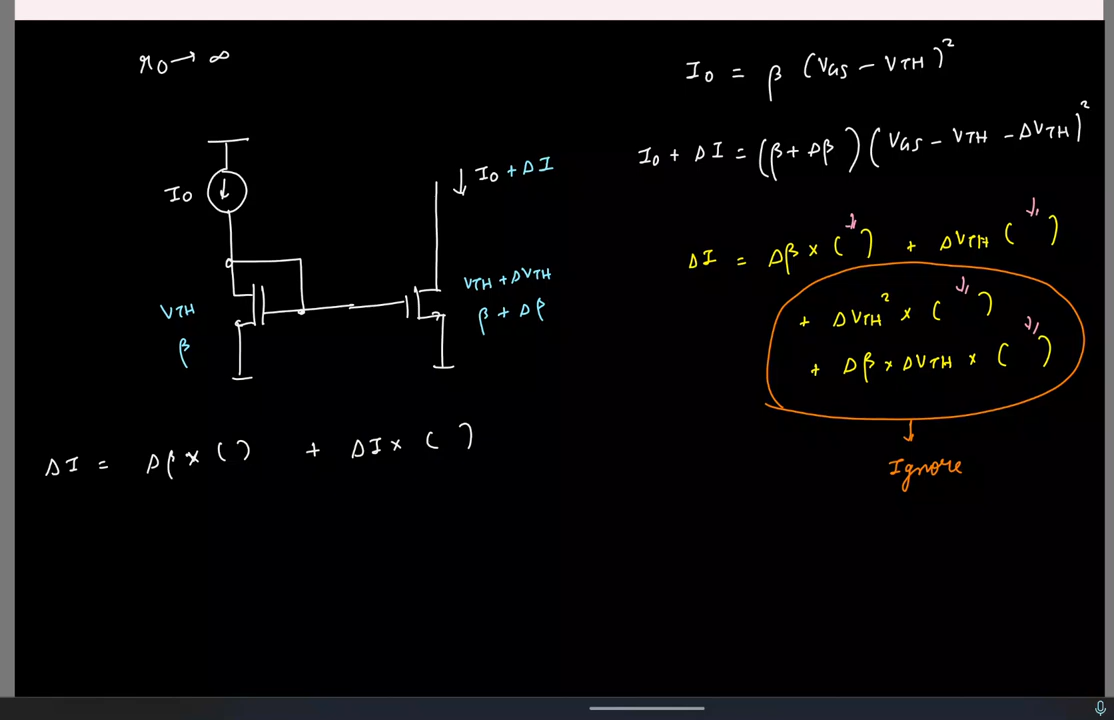 r0 → ∞
I0 = β (VGS - VTH)²
I0 + ΔI = (β + Δβ) (VGS - VTH - ΔVTH)²
I0
↓ I0 + ΔI
ΔI = Δβ × ( ) + ΔVTH ( )
VTH
β
VTH + ΔVTH
β + Δβ
+ ΔVTH² × ( )
+ Δβ × ΔVTH × ( )
ΔI = Δβ × ( ) + ΔI × ( )
Ignore